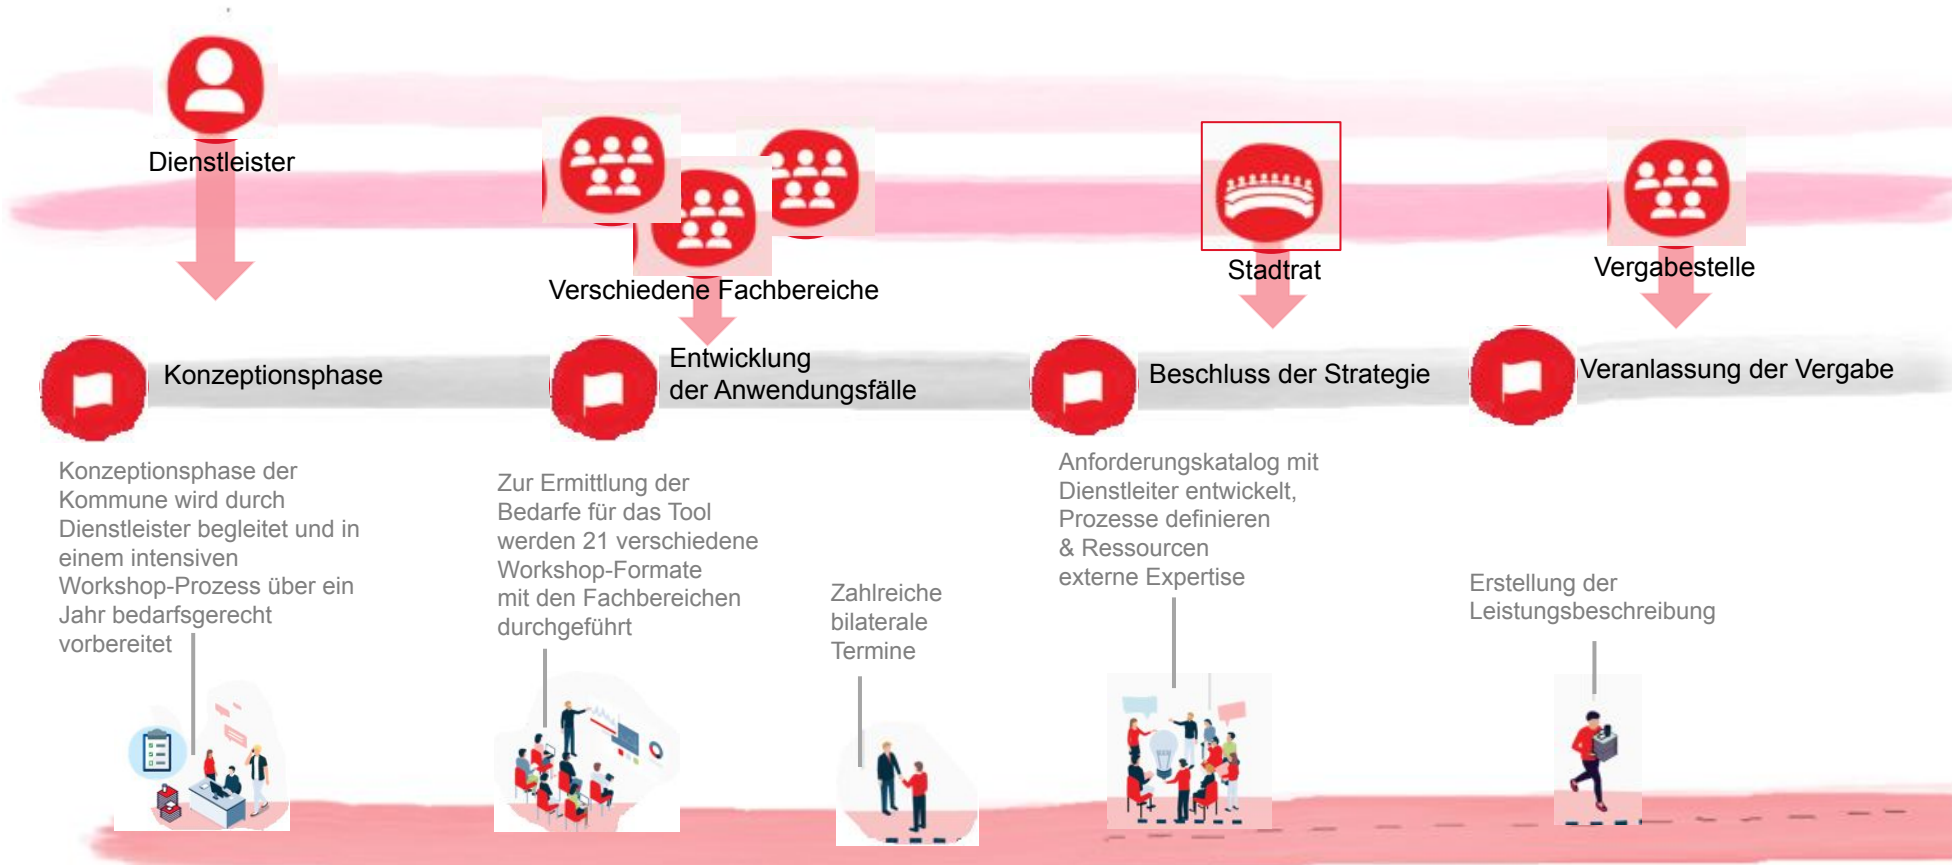 Dienstleister
Verschiedene Fachbereiche
Stadtrat
Vergabestelle
Konzeptionsphase
Entwicklung
der Anwendungsfälle
Beschluss der Strategie
Veranlassung der Vergabe
Konzeptionsphase der
Kommune wird durch
Dienstleister begleitet und in
einem intensiven
Workshop-Prozess über ein
Jahr bedarfsgerecht
vorbereitet
Zur Ermittlung der
Bedarfe für das Tool
werden 21 verschiedene
Workshop-Formate
mit den Fachbereichen
durchgeführt
Zahlreiche
bilaterale
Termine
Anforderungskatalog mit
Dienstleiter entwickelt,
Prozesse definieren
& Ressourcen
externe Expertise
Erstellung der
Leistungsbeschreibung